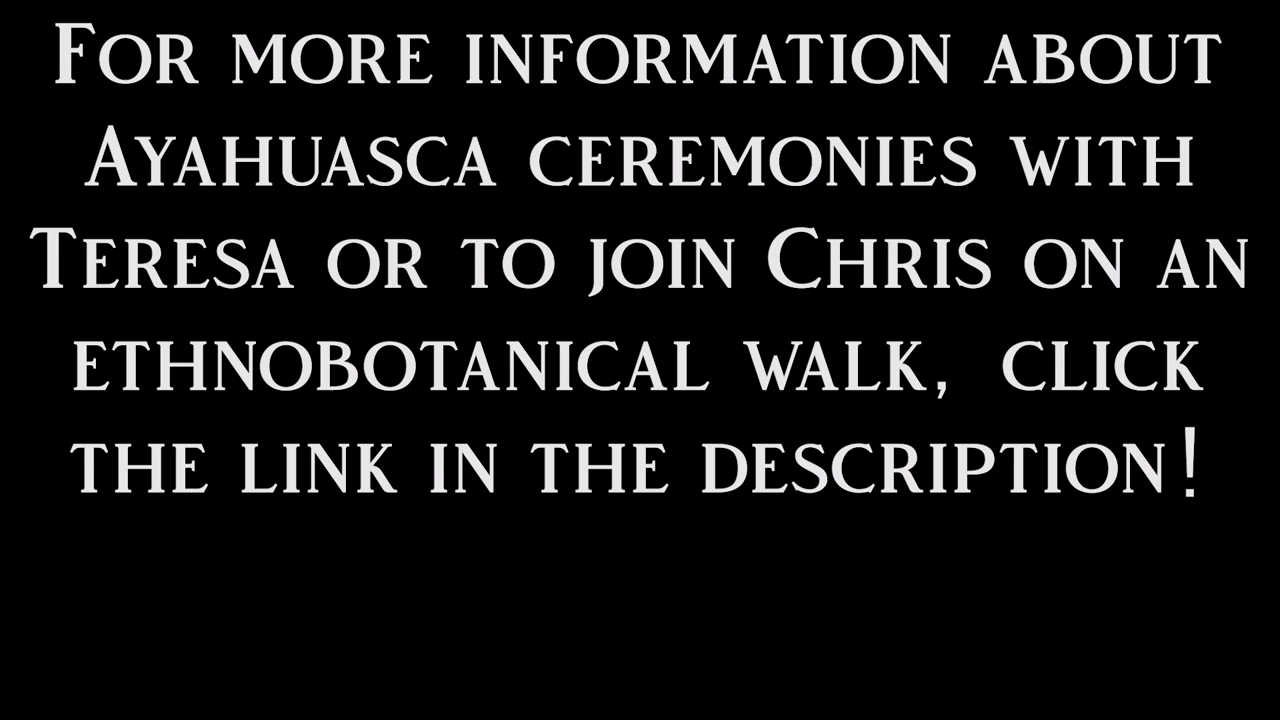 For more information about
Ayahuasca ceremonies with
Teresa or to join Chris on an
ethnobotanical walk, click
the link in the description!